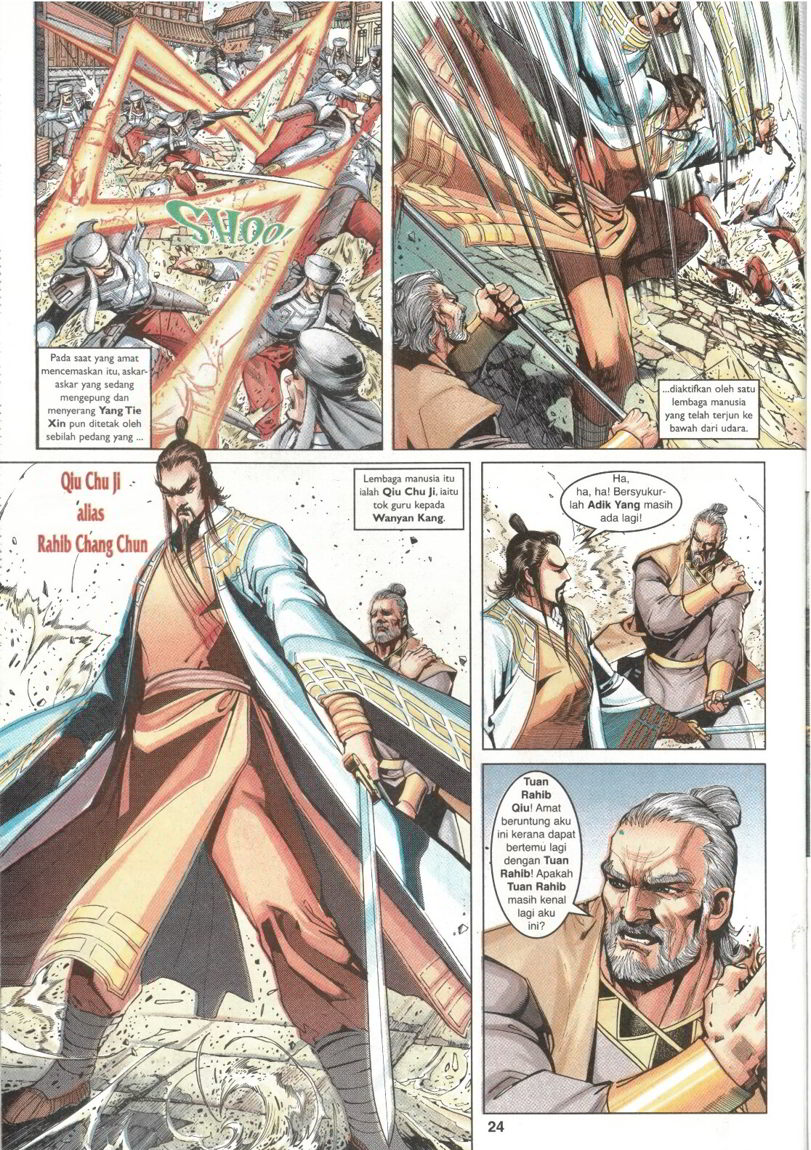 SHOO!
Pada saat yang amat
mencemaskan itu, askar-
askar yang sedang
mengepung dan
menyerang Yang Tie
Xin pun ditetak oleh
sebilah pedang yang ...
...diaktifkan oleh satu
lembaga manusia
yang telah terjun ke
bawah dari udara.
Qiu Chu Ji
alias
Rahib Chang Chun
Lembaga manusia itu
ialah Qiu Chu Ji, iaitu
tok guru kepada
Wanyan Kang.
Ha,
ha, ha! Bersyukur-
lah Adik Yang masih
ada lagi!
Tuan
Rahib
Qiu! Amat
beruntung aku
ini kerana dapat
bertemu lagi
dengan Tuan
Rahib! Apakah
Tuan Rahib
masih kenal
lagi aku
ini?
24